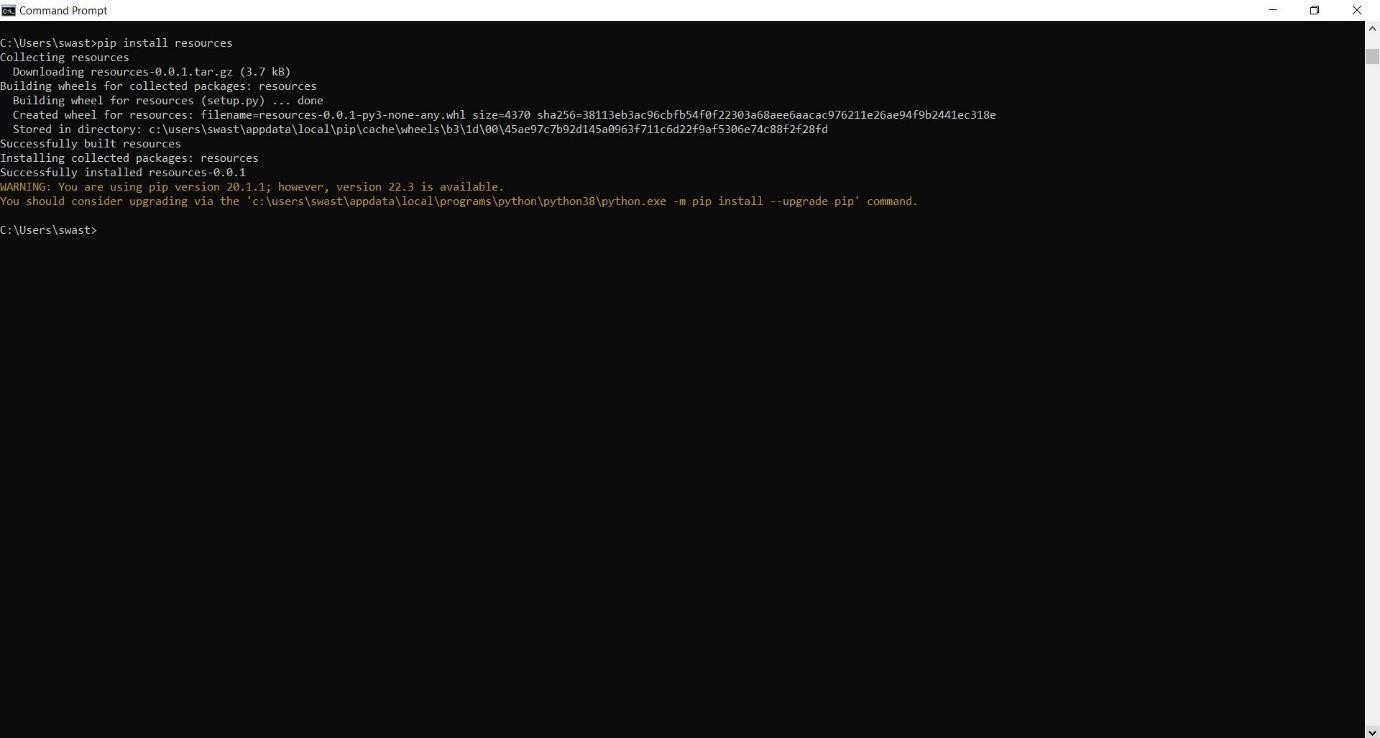 Command Prompt
C:\Users\swast>pip install resources
Collecting resources
  Downloading resources-0.0.1.tar.gz (3.7 kB)
Building wheels for collected packages: resources
  Building wheel for resources (setup.py) ... done
  Created wheel for resources: filename=resources-0.0.1-py3-none-any.whl size=4370 sha256=38113eb3ac96cbfb54f0f22303a68aee6aacac976211e26ae94f9b2441ec318e
  Stored in directory: c:\users\swast\appdata\local\pip\cache\wheels\b3\1d\00\45ae97c7b92d145a0963f711c6d22f9af5306e74c88f2f28fd
Successfully built resources
Installing collected packages: resources
Successfully installed resources-0.0.1
WARNING: You are using pip version 20.1.1; however, version 22.3 is available.
You should consider upgrading via the 'c:\users\swast\appdata\local\programs\python\python38\python.exe -m pip install --upgrade pip' command.
C:\Users\swast>